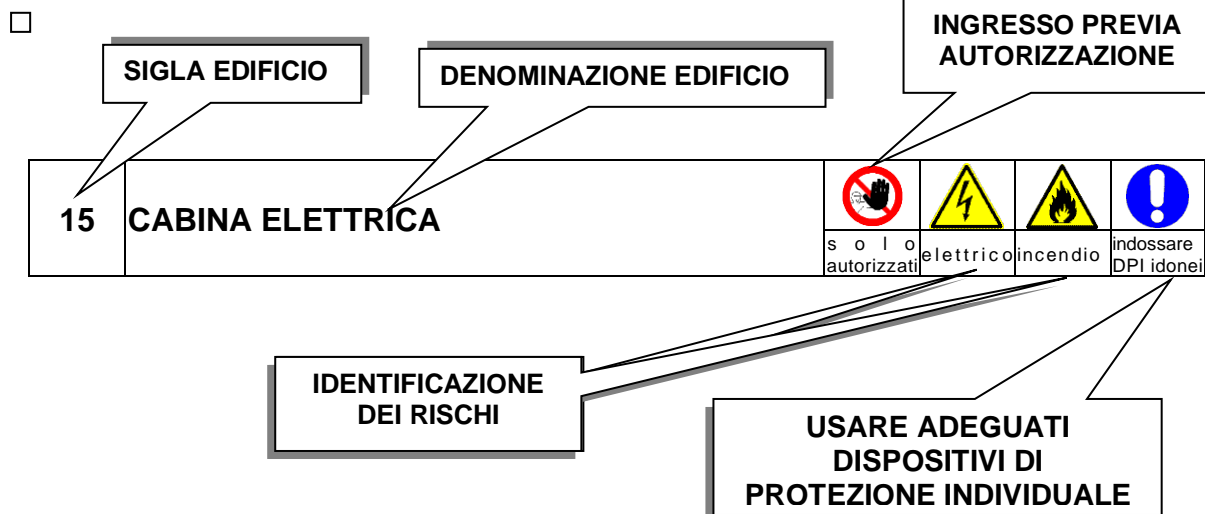 INGRESSO PREVIA
AUTORIZZAZIONE
SIGLA EDIFICIO
DENOMINAZIONE EDIFICIO
15
CABINA ELETTRICA
solo
autorizzati
elettrico
incendio
indossare
DPI idonei
IDENTIFICAZIONE
DEI RISCHI
USARE ADEGUATI
DISPOSITIVI DI
PROTEZIONE INDIVIDUALE